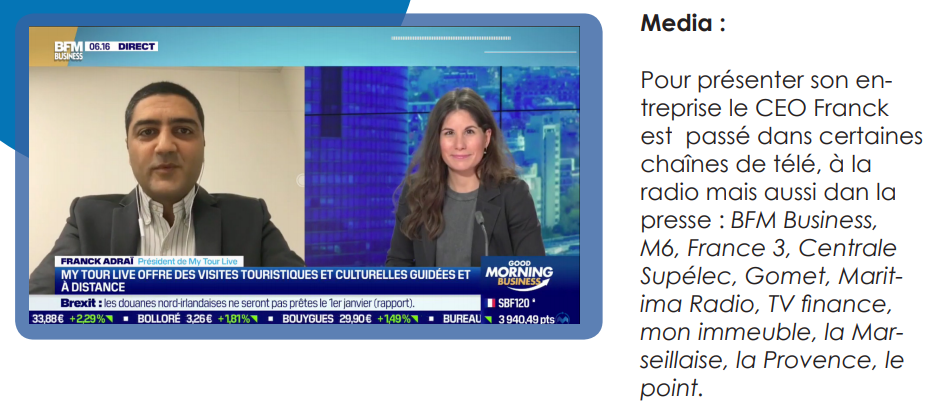 BFM
BUSINESS
06.16 DIRECT
FRANCK ADRAÏ Président de My Tour Live
MY TOUR LIVE OFFRE DES VISITES TOURISTIQUES ET CULTURELLES GUIDÉES ET
À DISTANCE
GOOD
MORNING
BUSINESS
Brexit : les douanes nord-irlandaises ne seront pas prêtes le 1er janvier (rapport).
SBF120
33,88€ +2,29% BOLLORÉ 3,26€ +1,81% BOUYGUES 29,90€ +1,49% BUREAU
3 940,49 pts
Media :
Pour présenter son en-
treprise le CEO Franck
est passé dans certaines
chaînes de télé, à la
radio mais aussi dan la
presse : BFM Business,
M6, France 3, Centrale
Supélec, Gomet, Marit-
ima Radio, TV finance,
mon immeuble, la Mar-
seillaise, la Provence, le
point.